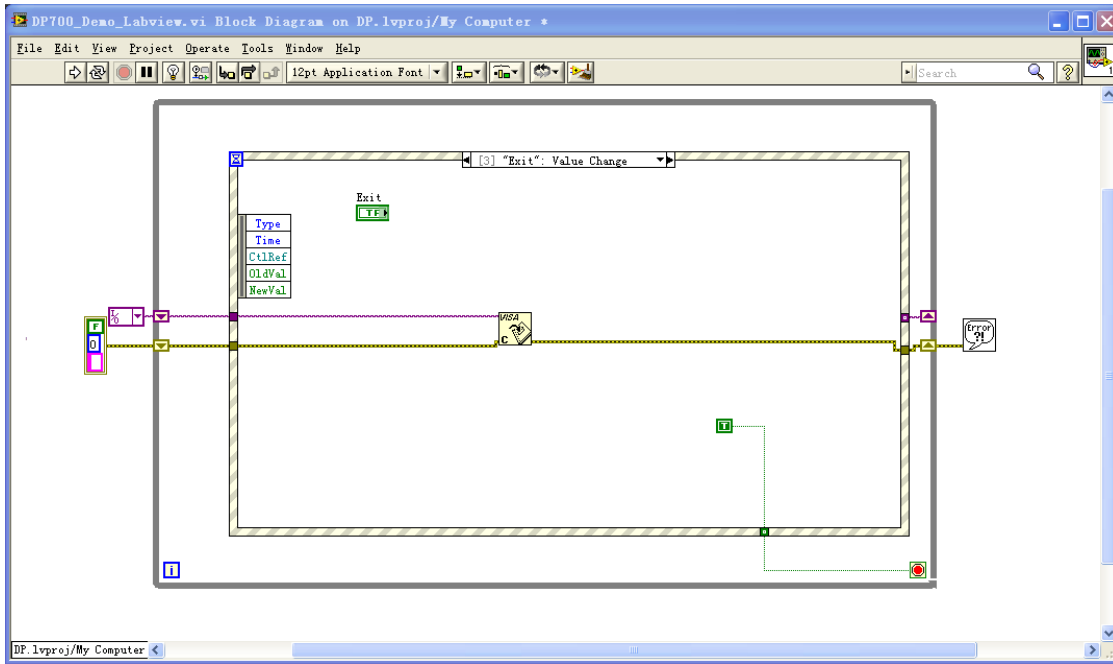 DP700_Demo_Labview.vi Block Diagram on DP.lvproj/My Computer *
File Edit View Project Operate Tools Window Help
12pt Application Font
Search
?
1
[3] "Exit": Value Change
Exit
TF
Type
Time
CtlRef
OldVal
NewVal
I/O
VISA
C
F
0
Error
?!
T
i
DP.lvproj/My Computer